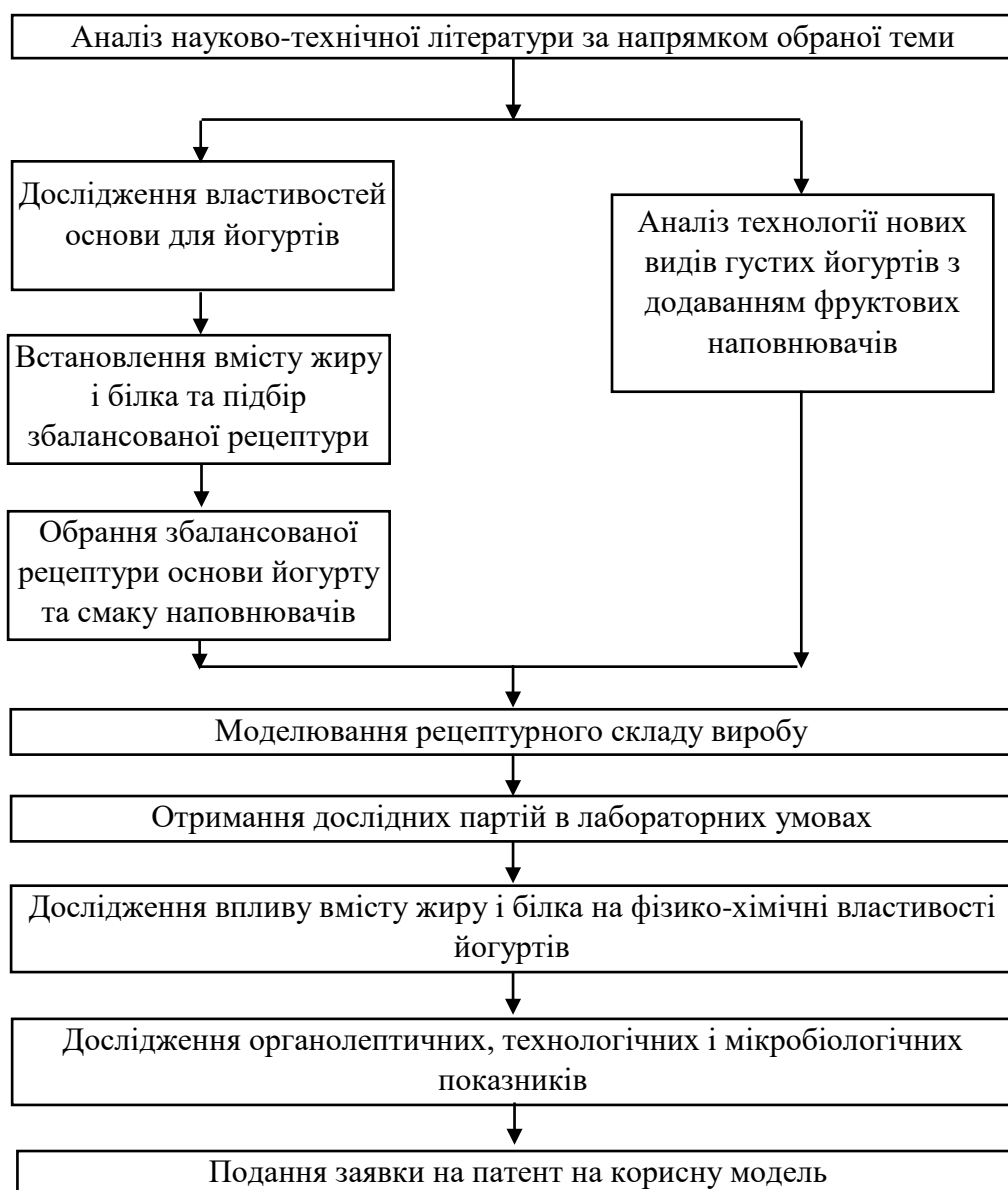 Аналіз науково-технічної літератури за напрямком обраної теми
Дослідження властивостей
основи для йогуртів
Встановлення вмісту жиру
і білка та підбір
збалансованої рецептури
Обрання збалансованої
рецептури основи йогурту
та смаку наповнювачів
Аналіз технології нових
видів густих йогуртів з
додаванням фруктових
наповнювачів
Моделювання рецептурного складу виробу
Отримання дослідних партій в лабораторних умовах
Дослідження впливу вмісту жиру і білка на фізико-хімічні властивості
йогуртів
Дослідження органолептичних, технологічних і мікробіологічних
показників
Подання заявки на патент на корисну модель